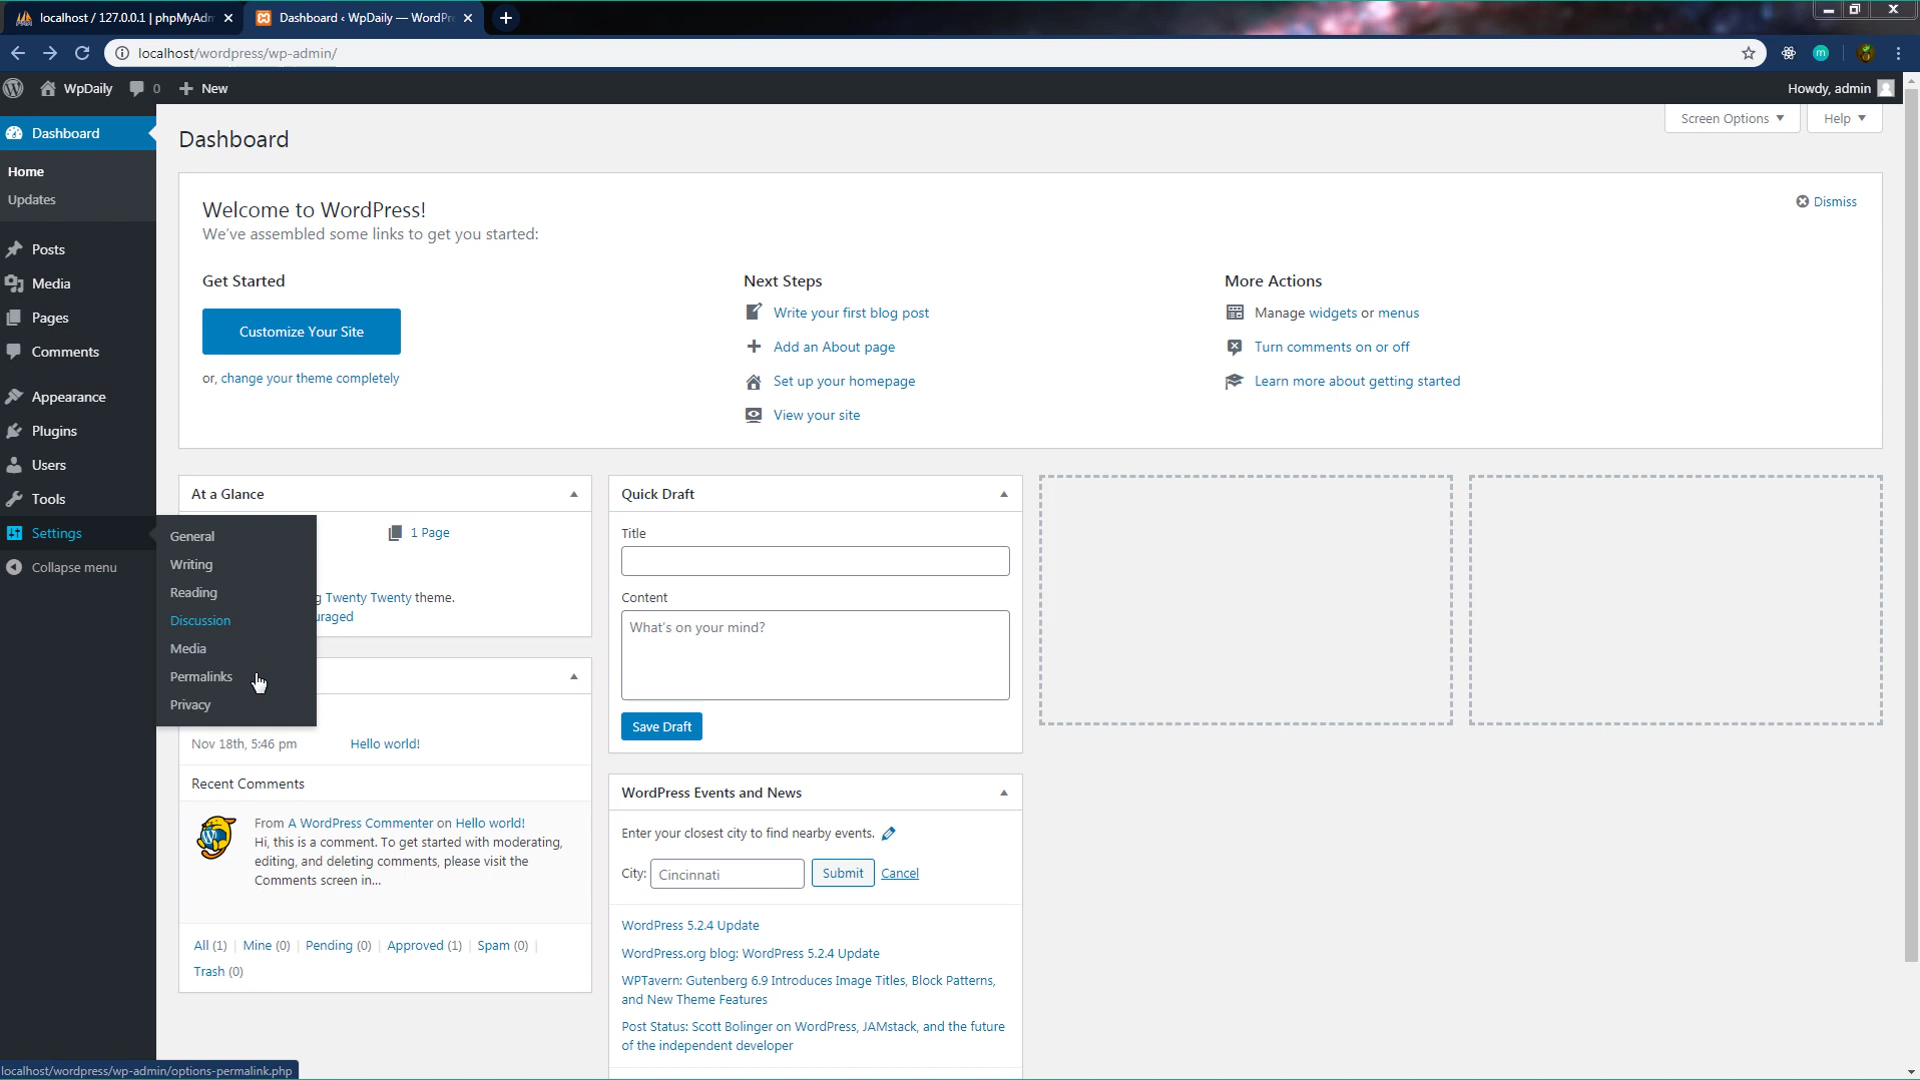 localhost / 127.0.0.1 | phpMyAdm
Dashboard ‹ WpDaily — WordPr
localhost/wordpress/wp-admin/
m
WpDaily
0
New
Howdy, admin
Dashboard
Home
Updates
Posts
Media
Pages
Comments
Appearance
Plugins
Users
Tools
Settings
Collapse menu
General
Writing
Reading
Discussion
Media
Permalinks
Privacy
Dashboard
Screen Options
Help
Welcome to WordPress!
We've assembled some links to get you started:
Dismiss
Get Started
Customize Your Site
or, change your theme completely
Next Steps
Write your first blog post
Add an About page
Set up your homepage
View your site
More Actions
Manage widgets or menus
Turn comments on or off
Learn more about getting started
At a Glance
1 Page
g Twenty Twenty theme.
uraged
Nov 18th, 5:46 pm
Hello world!
Recent Comments
From A WordPress Commenter on Hello world!
Hi, this is a comment. To get started with moderating,
editing, and deleting comments, please visit the
Comments screen in...
All (1) | Mine (0) | Pending (0) | Approved (1) | Spam (0) |
Trash (0)
Quick Draft
Title
Content
What's on your mind?
Save Draft
WordPress Events and News
Enter your closest city to find nearby events.
City: Cincinnati Submit Cancel
WordPress 5.2.4 Update
WordPress.org blog: WordPress 5.2.4 Update
WPTavern: Gutenberg 6.9 Introduces Image Titles, Block Patterns,
and New Theme Features
Post Status: Scott Bolinger on WordPress, JAMstack, and the future
of the independent developer
localhost/wordpress/wp-admin/options-permalink.php